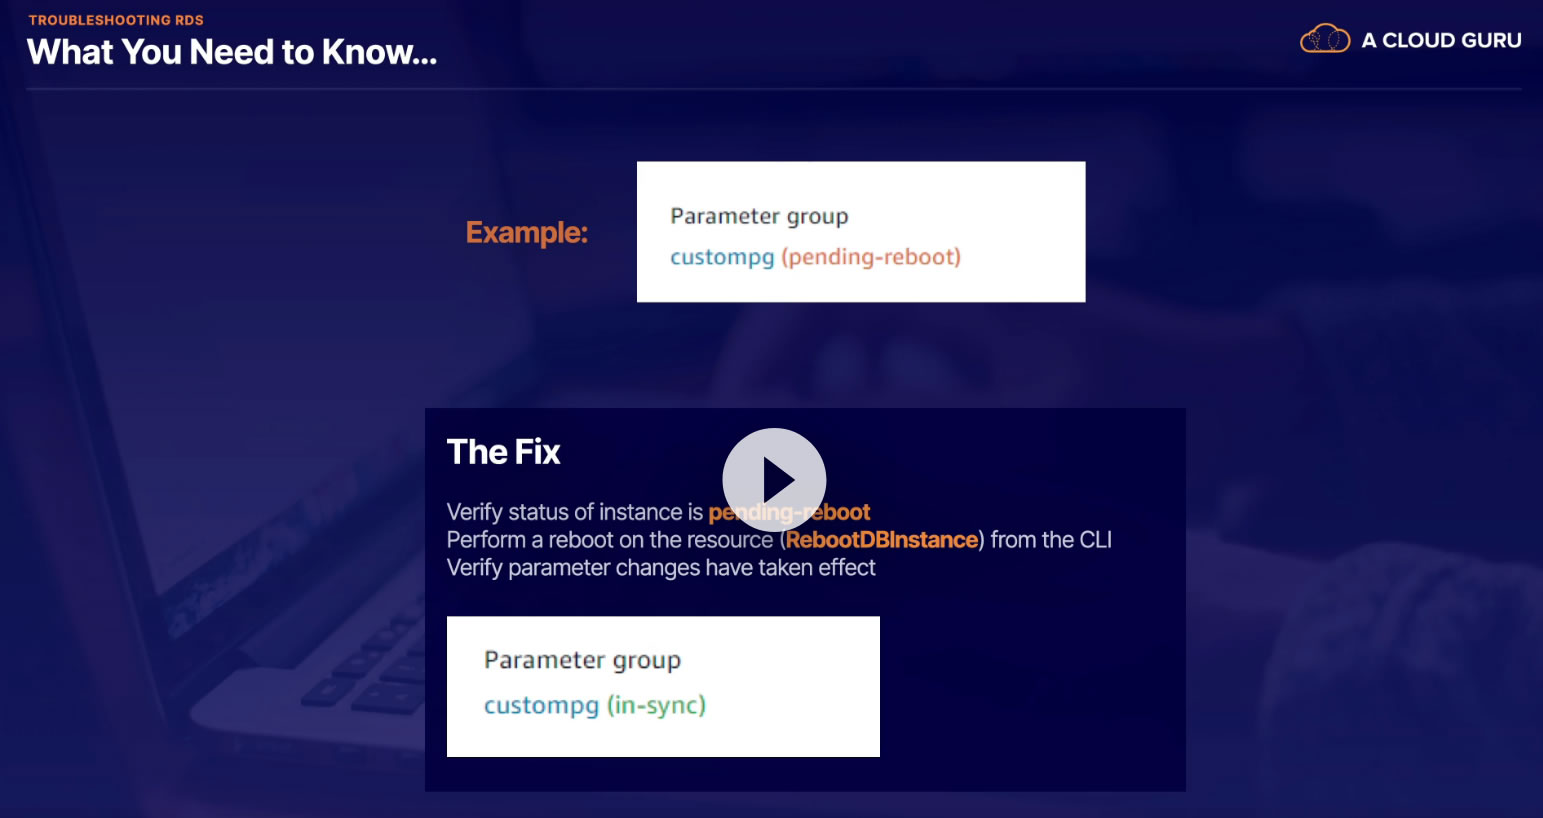 TROUBLESHOOTING RDS
What You Need to Know...
A CLOUD GURU
Example:
Parameter group
custompg (pending-reboot)
The Fix
Verify status of instance is pending-reboot
Perform a reboot on the resource (RebootDBInstance) from the CLI
Verify parameter changes have taken effect
Parameter group
custompg (in-sync)